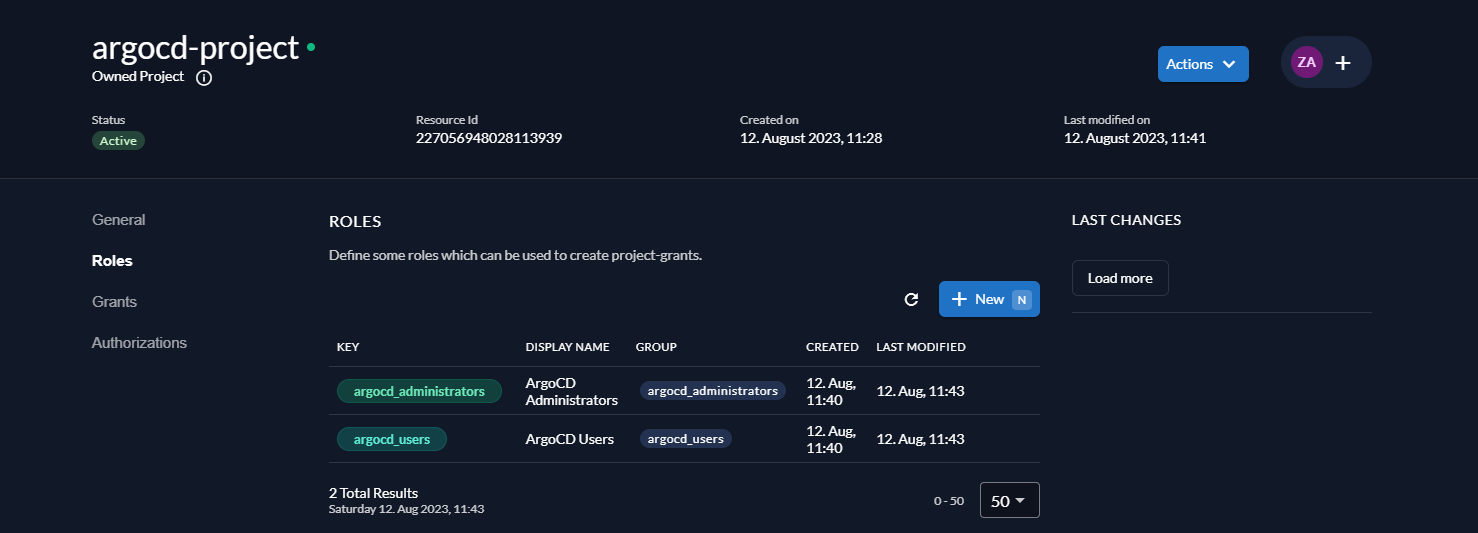 argocd-project
Owned Project
Actions
ZA
Status
Active
Resource Id
227056948028113939
Created on
12. August 2023, 11:28
Last modified on
12. August 2023, 11:41
General
Roles
Grants
Authorizations
ROLES
Define some roles which can be used to create project-grants.
New N
KEY DISPLAY NAME GROUP CREATED LAST MODIFIED
argocd_administrators
ArgoCD
Administrators
argocd_administrators
12. Aug,
11:40
12. Aug, 11:43
argocd_users
ArgoCD Users
argocd_users
12. Aug,
11:40
12. Aug, 11:43
2 Total Results
Saturday 12. Aug 2023, 11:43
0 - 50
50
LAST CHANGES
Load more